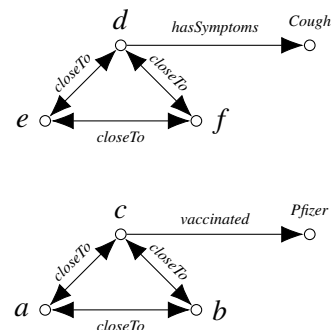 d hasSymptoms Cough
closeTo closeTo
e f
closeTo
c vaccinated Pfizer
closeTo closeTo
a b
closeTo